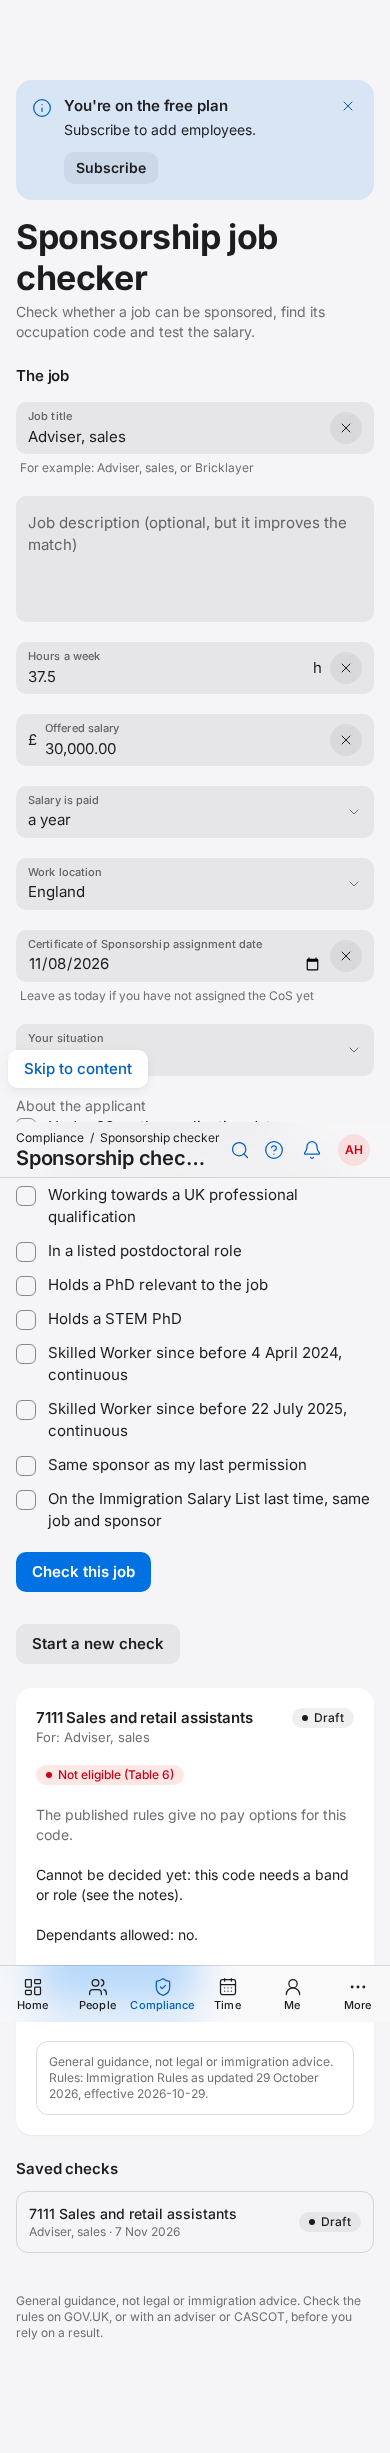 You're on the free plan
Subscribe to add employees.
Subscribe
Sponsorship job
checker
Check whether a job can be sponsored, find its
occupation code and test the salary.
The job
Job title
Adviser, sales
For example: Adviser, sales, or Bricklayer
Job description (optional, but it improves the
match)
Hours a week
37.5
h
Offered salary
£
30,000.00
Salary is paid
a year
Work location
England
Certificate of Sponsorship assignment date
11/08/2026
Leave as today if you have not assigned the CoS yet
Your situation
Skip to content
About the applicant
Compliance / Sponsorship checker
Sponsorship chec...
AH
Working towards a UK professional
qualification
In a listed postdoctoral role
Holds a PhD relevant to the job
Holds a STEM PhD
Skilled Worker since before 4 April 2024,
continuous
Skilled Worker since before 22 July 2025,
continuous
Same sponsor as my last permission
On the Immigration Salary List last time, same
job and sponsor
Check this job
Start a new check
7111 Sales and retail assistants
Draft
For: Adviser, sales
Not eligible (Table 6)
The published rules give no pay options for this
code.
Cannot be decided yet: this code needs a band
or role (see the notes).
Dependants allowed: no.
Home
People
Compliance
Time
Me
More
General guidance, not legal or immigration advice.
Rules: Immigration Rules as updated 29 October
2026, effective 2026-10-29.
Saved checks
7111 Sales and retail assistants
Adviser, sales · 7 Nov 2026
Draft
General guidance, not legal or immigration advice. Check the
rules on GOV.UK, or with an adviser or CASCOT, before you
rely on a result.